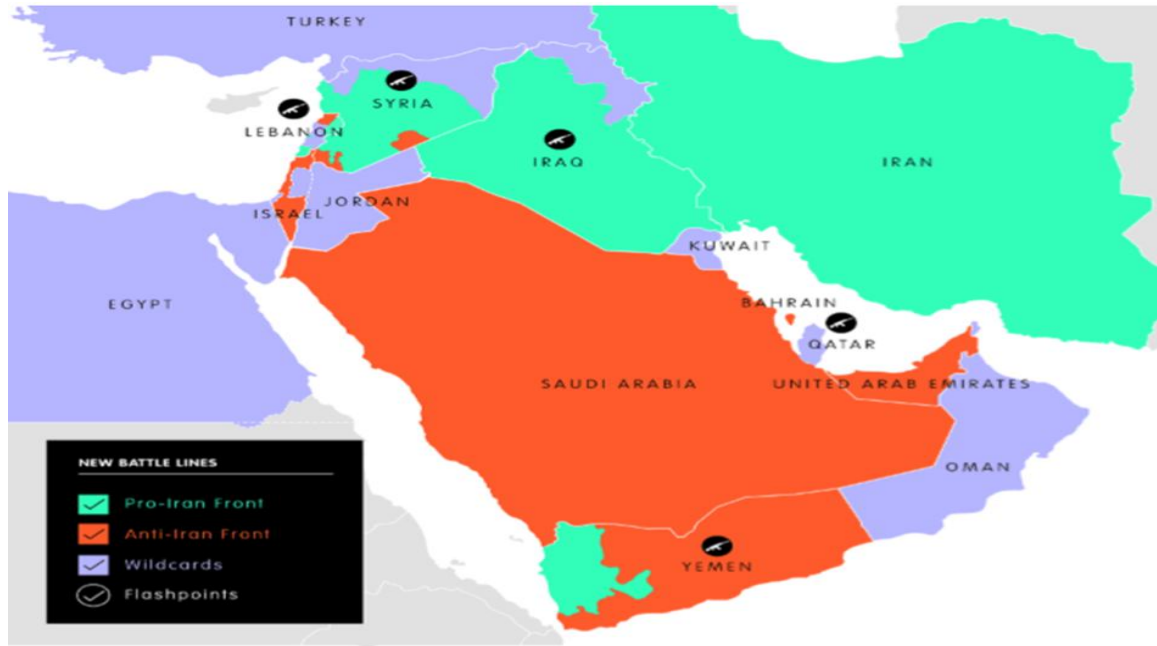 TURKEY
SYRIA
LEBANON
IRAQ
IRAN
ISRAEL
JORDAN
KUWAIT
EGYPT
BAHRAIN
QATAR
SAUDI ARABIA
UNITED ARAB EMIRATES
OMAN
YEMEN
NEW BATTLE LINES
Pro-Iran Front
Anti-Iran Front
Wildcards
Flashpoints